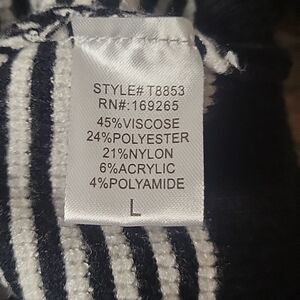 STYLE# T8853
RN#:169265
45%VISCOSE
24%POLYESTER
21%NYLON
6%ACRYLIC
4%POLYAMIDE
L